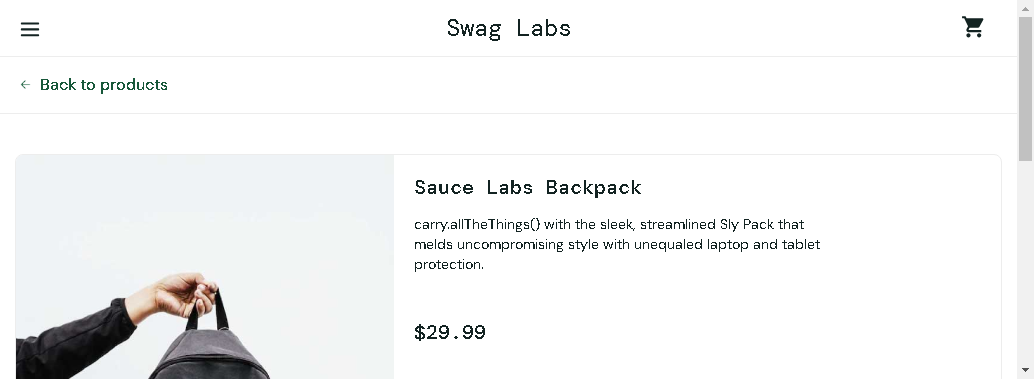 Swag Labs
Back to products
Sauce Labs Backpack
carry.allTheThings() with the sleek, streamlined Sly Pack that
melds uncompromising style with unequaled laptop and tablet
protection.
$29.99